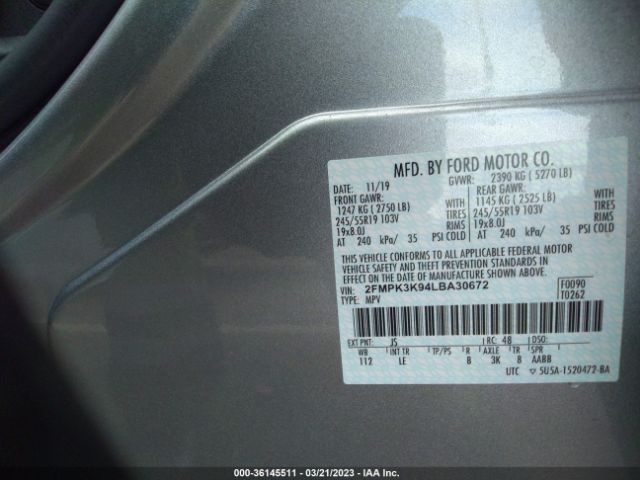 MFD. BY FORD MOTOR CO.
DATE: 11/19 GVWR: 2390 KG ( 5270 LB)
FRONT GAWR: REAR GAWR:
1247 KG ( 2750 LB) 1145 KG ( 2525 LB)
245/55R19 103V TIRES 245/55R19 103V TIRES
19x8.0J RIMS 19x8.0J RIMS
AT 240 kPa/ 35 PSI COLD AT 240 kPa/ 35 PSI COLD
THIS VEHICLE CONFORMS TO ALL APPLICABLE FEDERAL MOTOR
VEHICLE SAFETY AND THEFT PREVENTION STANDARDS IN
EFFECT ON THE DATE OF MANUFACTURE SHOWN ABOVE.
VIN: 2FMPK3K94LBA30672 F0090
TYPE: MPV T0262
EXT PNT: JS RC: 48 DSO:
WB INT TR TP/PS R AXLE TR SPR
112 LE 8 3K 8 AABB
UTC 5U5A-1520472-BA
000-36145511 - 03/21/2023 - IAA Inc.